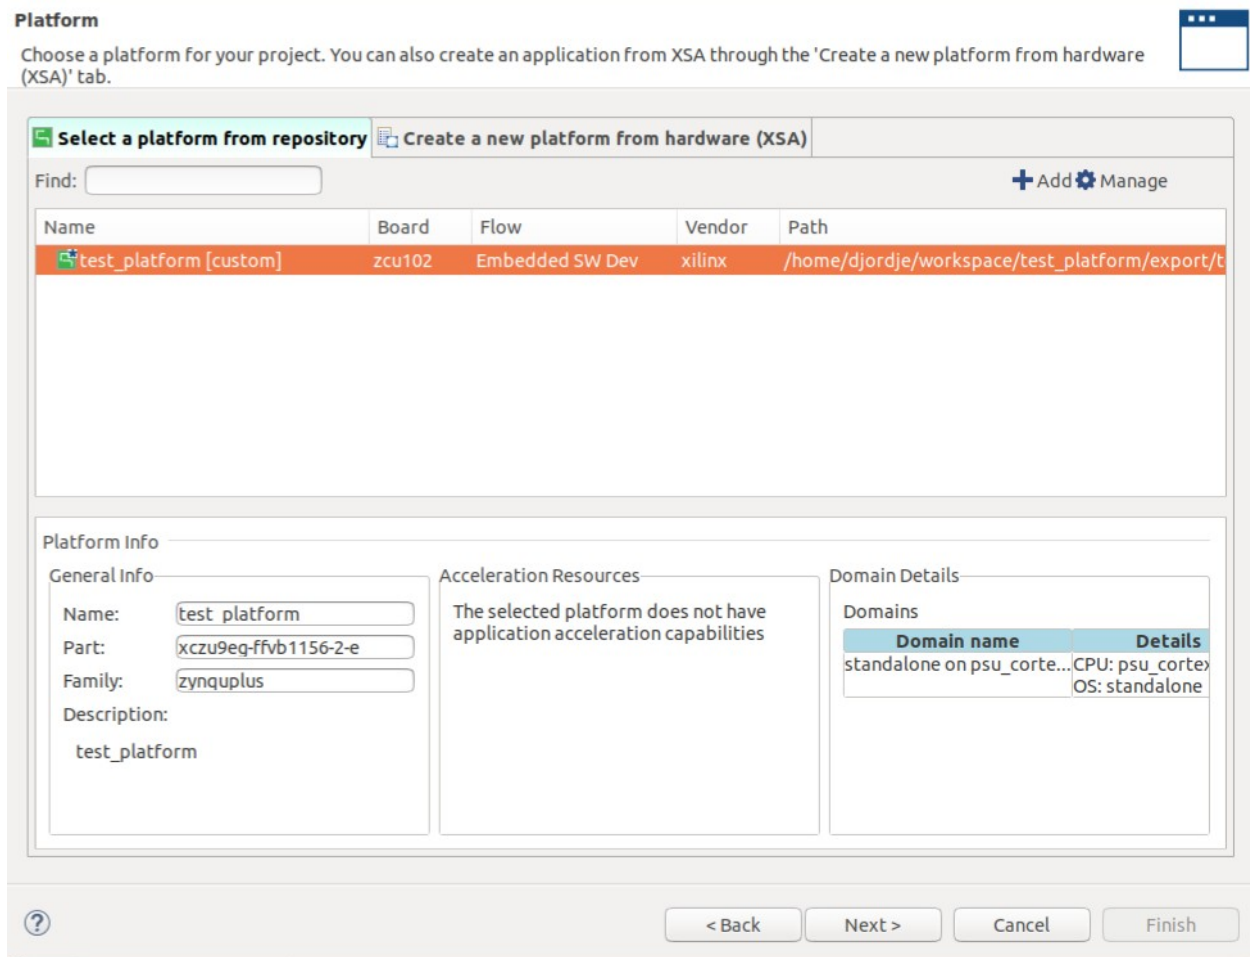 Platform
Choose a platform for your project. You can also create an application from XSA through the 'Create a new platform from hardware
(XSA)' tab.
Select a platform from repository Create a new platform from hardware (XSA)
Find: Add Manage
Name Board Flow Vendor Path
test_platform [custom] zcu102 Embedded SW Dev xilinx /home/djordje/workspace/test_platform/export/t
Platform Info
General Info Acceleration Resources Domain Details
Name: test_platform The selected platform does not have Domains
Part: xczu9eg-ffvb1156-2-e application acceleration capabilities Domain name Details
Family: zynquplus standalone on psu_corte... CPU: psu_cortex
OS: standalone
Description:
test_platform
? < Back Next > Cancel Finish